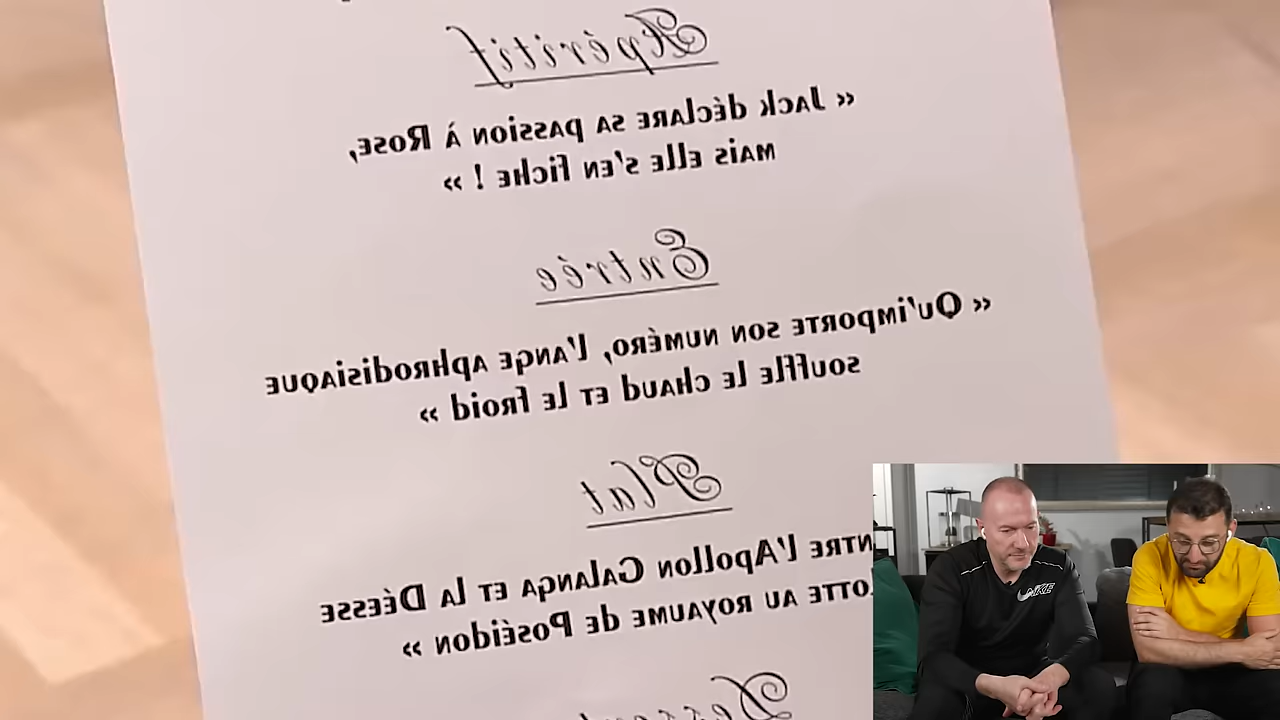 Apéritif
« Jack déclare sa passion à Rose,
mais elle s'en fiche ! »
Entrée
« Qu'importe son numéro, l'ange aphrodisiaque
souffle le chaud et le froid »
Plat
l'Apollon Galanga et la Déesse
au royaume de Poséidon »
NIKE